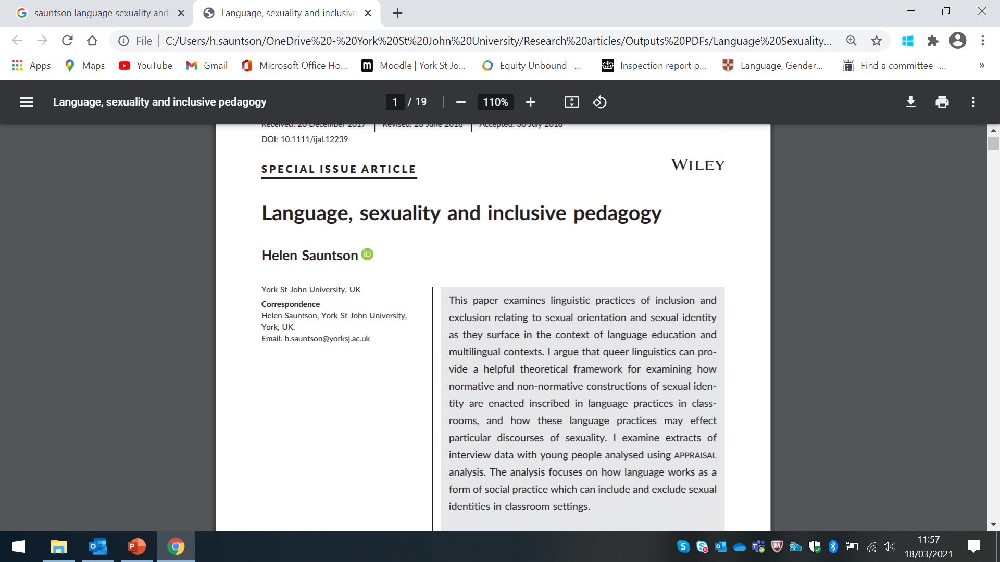 sauntson language sexuality and
Language, sexuality and inclusive
File
C:/Users/h.sauntson/OneDrive%20-%20York%20St%20John%20University/Research%20articles/Outputs%20PDFs/Language%20Sexuality...
Apps
Maps
YouTube
Gmail
Microsoft Office Ho...
m
Moodle | York St Jo...
Equity Unbound –...
Inspection report p...
Language, Gender...
Find a committee -...
»
Language, sexuality and inclusive pedagogy
1 / 19
110%
Received: 20 December 2017
Revised: 28 June 2018
Accepted: 30 July 2018
DOI: 10.1111/ijal.12239
SPECIAL ISSUE ARTICLE
WILEY
Language, sexuality and inclusive pedagogy
Helen Sauntson iD
York St John University, UK
Correspondence
Helen Sauntson, York St John University,
York, UK.
Email: h.sauntson@yorksj.ac.uk
This paper examines linguistic practices of inclusion and
exclusion relating to sexual orientation and sexual identity
as they surface in the context of language education and
multilingual contexts. I argue that queer linguistics can pro-
vide a helpful theoretical framework for examining how
normative and non-normative constructions of sexual iden-
tity are enacted inscribed in language practices in class-
rooms, and how these language practices may effect
particular discourses of sexuality. I examine extracts of
interview data with young people analysed using APPRAISAL
analysis. The analysis focuses on how language works as a
form of social practice which can include and exclude sexual
identities in classroom settings.
11:57
18/03/2021